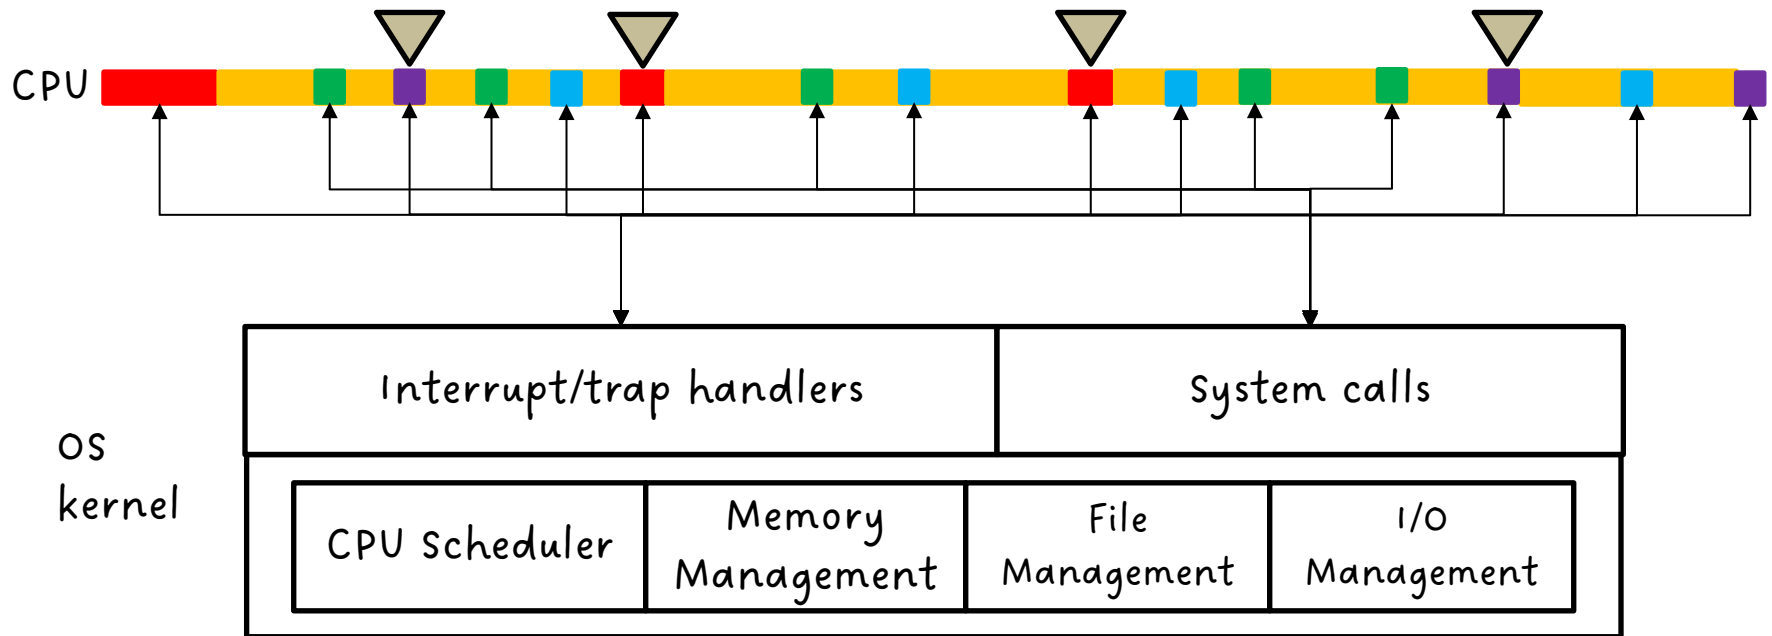 CPU
Interrupt/trap handlers
System calls
OS
kernel
CPU Scheduler
Memory
Management
File
Management
I/O
Management